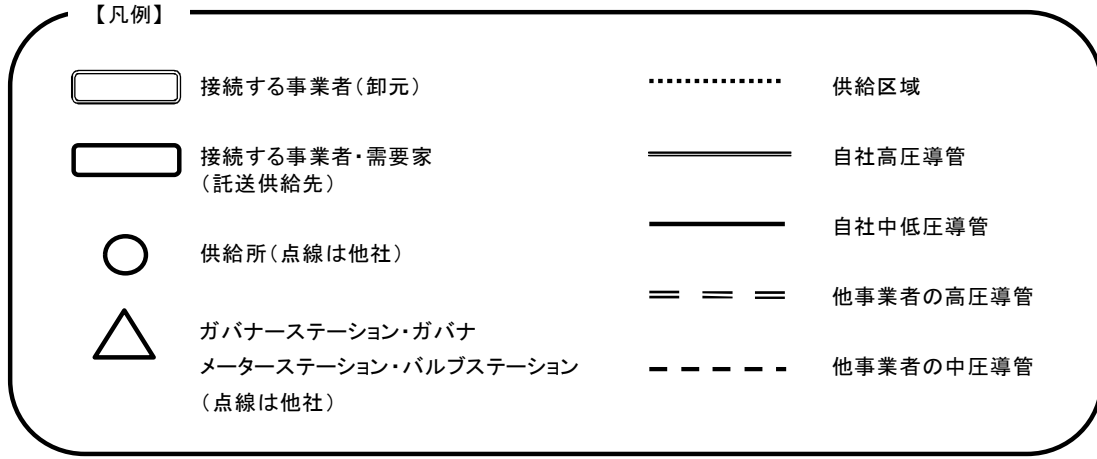 【凡例】
接続する事業者(卸元)
接続する事業者・需要家
(託送供給先)
供給所(点線は他社)
ガバナーステーション・ガバナ
メーターステーション・バルブステーション
(点線は他社)
供給区域
自社高圧導管
自社中低圧導管
他事業者の高圧導管
他事業者の中圧導管